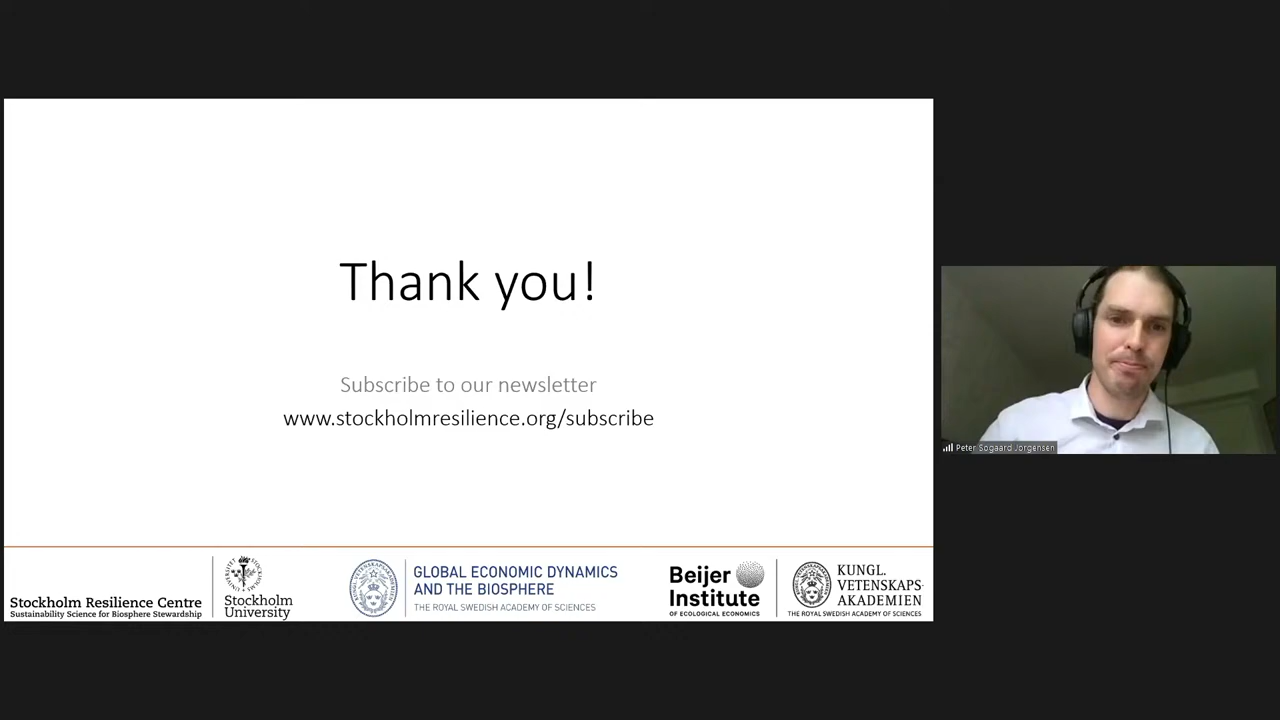 Thank you!
Subscribe to our newsletter
www.stockholmresilience.org/subscribe
Stockholm Resilience Centre
Sustainability Science for Biosphere Stewardship
Stockholm
University
GLOBAL ECONOMIC DYNAMICS
AND THE BIOSPHERE
THE ROYAL SWEDISH ACADEMY OF SCIENCES
Beijer
Institute
OF ECOLOGICAL ECONOMICS
KUNGL.
VETENSKAPS-
AKADEMIEN
THE ROYAL SWEDISH ACADEMY OF SCIENCES
Peter Sogaard Jorgensen